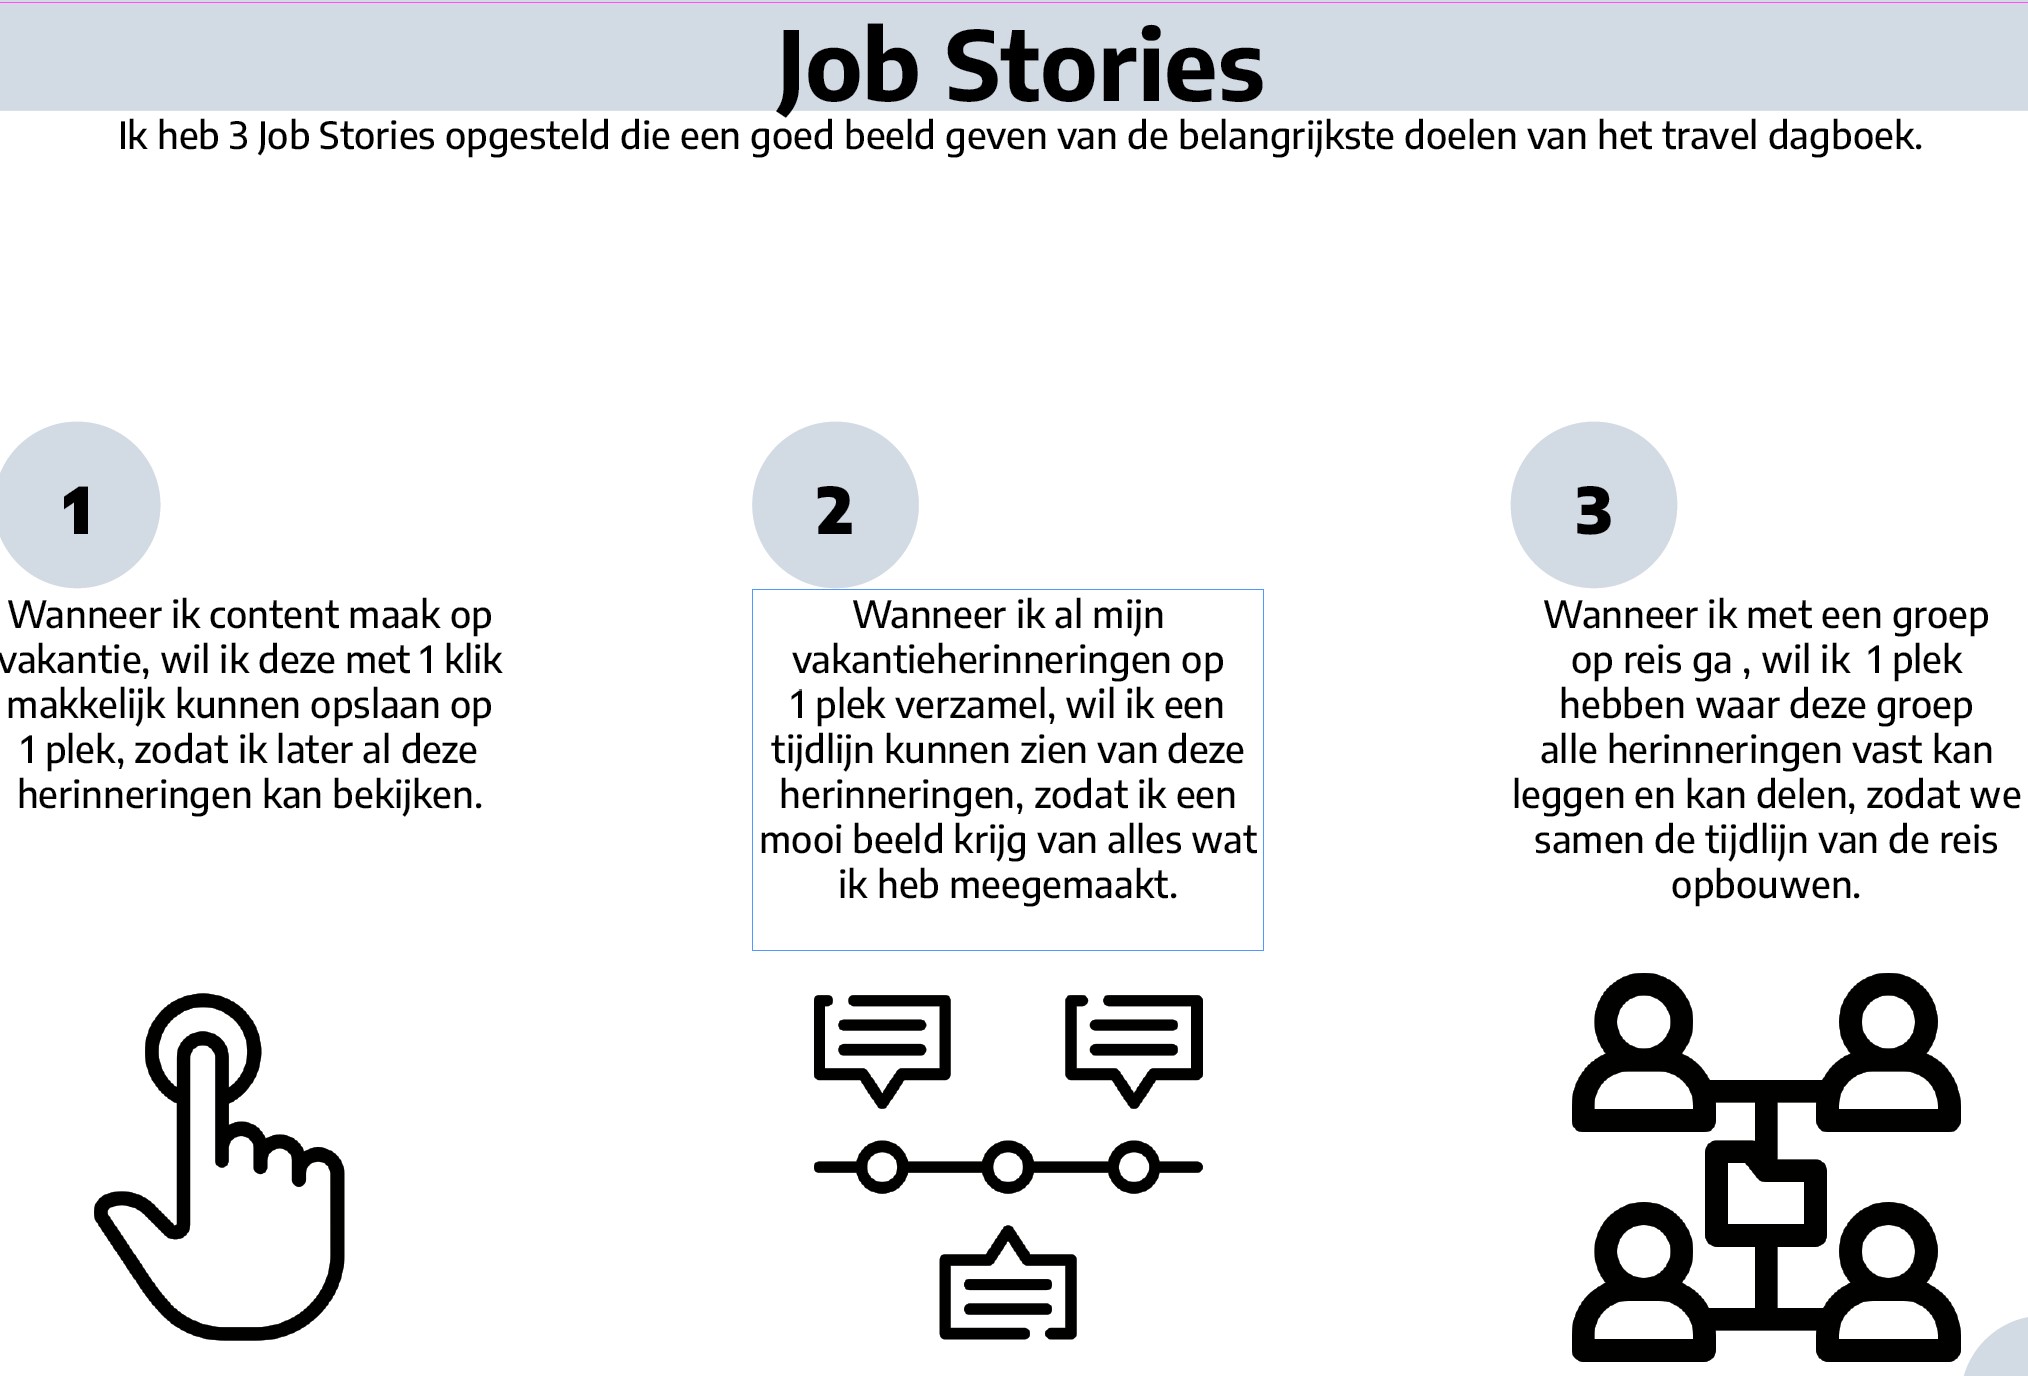 Job Stories
Ik heb 3 Job Stories opgesteld die een goed beeld geven van de belangrijkste doelen van het travel dagboek.
1
Wanneer ik content maak op
vakantie, wil ik deze met 1 klik
makkelijk kunnen opslaan op
1 plek, zodat ik later al deze
herinneringen kan bekijken.
2
Wanneer ik al mijn
vakantieherinneringen op
1 plek verzamel, wil ik een
tijdlijn kunnen zien van deze
herinneringen, zodat ik een
mooi beeld krijg van alles wat
ik heb meegemaakt.
3
Wanneer ik met een groep
op reis ga , wil ik  1 plek
hebben waar deze groep
alle herinneringen vast kan
leggen en kan delen, zodat we
samen de tijdlijn van de reis
opbouwen.